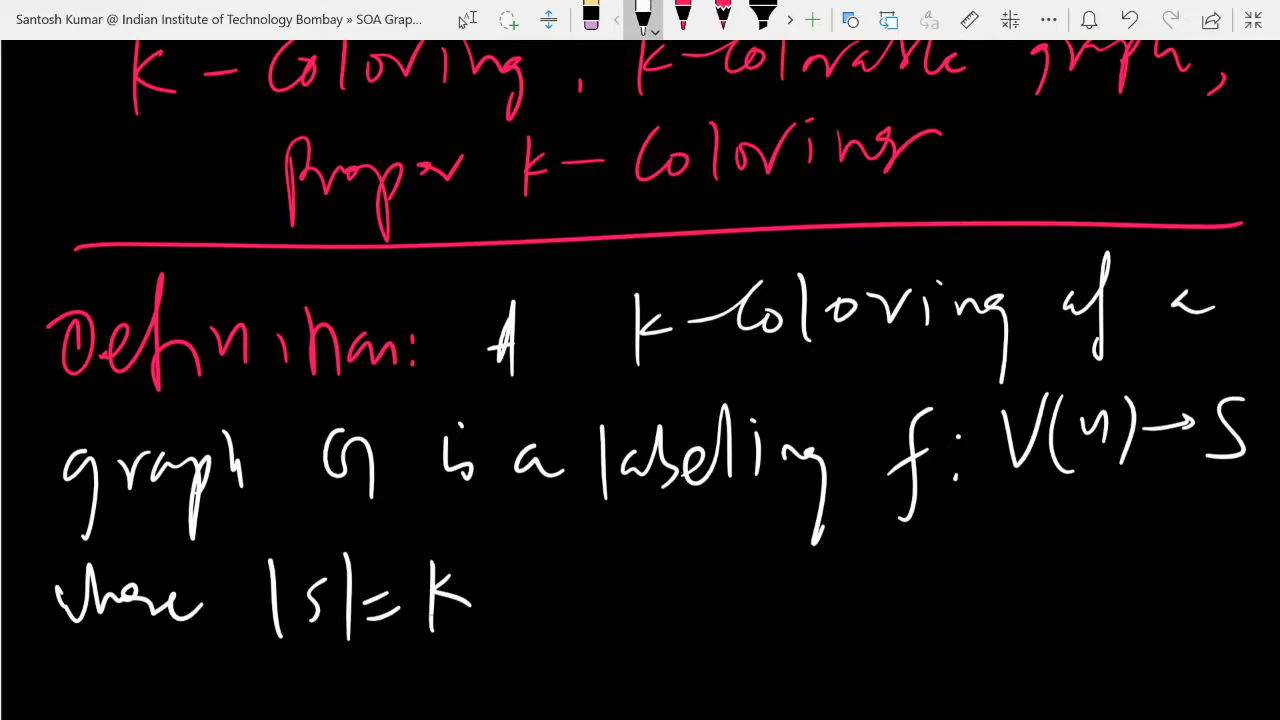 Santosh Kumar @ Indian Institute of Technology Bombay » SOA Grap...
K - Coloring, K-colorable graph,
Proper K - Coloring
Definition: A K-Coloring of a
graph G is a labeling f: V(G) → S
where |S| = K